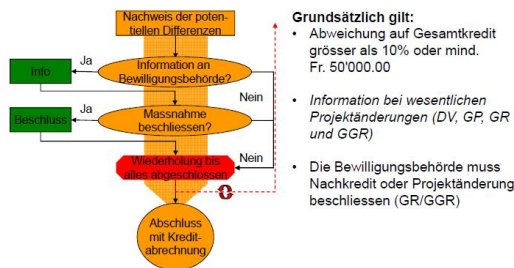 Nachweis der poten-
tiellen Differenzen
Information an
Bewilligungsbehörde?
Ja
Info
Nein
Massnahme
beschliessen?
Ja
Beschluss
Nein
Wiederholung bis
alles abgeschlossen
Abschluss
mit Kredit-
abrechnung
Grundsätzlich gilt:
• Abweichung auf Gesamtkredit
grösser als 10% oder mind.
Fr. 50'000.00
• Information bei wesentlichen
Projektänderungen (DV, GP, GR
und GGR)
• Die Bewilligungsbehörde muss
Nachkredit oder Projektänderung
beschliessen (GR/GGR)